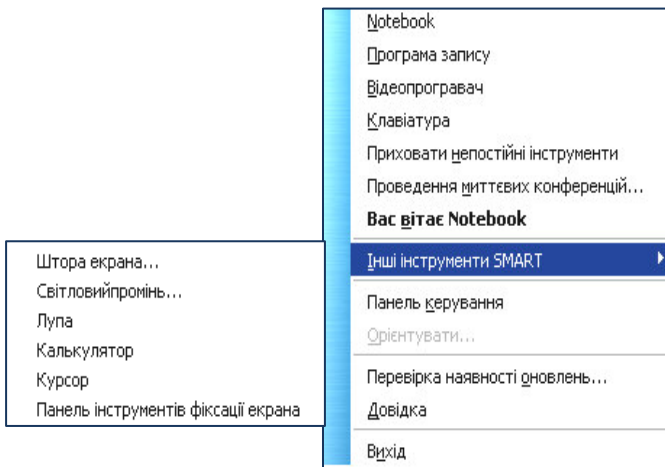 Notebook
Програма запису
Відеопрогравач
Клавіатура
Приховати непостійні інструменти
Проведення миттєвих конференцій...
Вас вітає Notebook
Інші інструменти SMART
Панель керування
Орієнтувати...
Перевірка наявності оновлень...
Довідка
Вихід
Штора екрана...
Світловийпромінь...
Лупа
Калькулятор
Курсор
Панель інструментів фіксації екрана